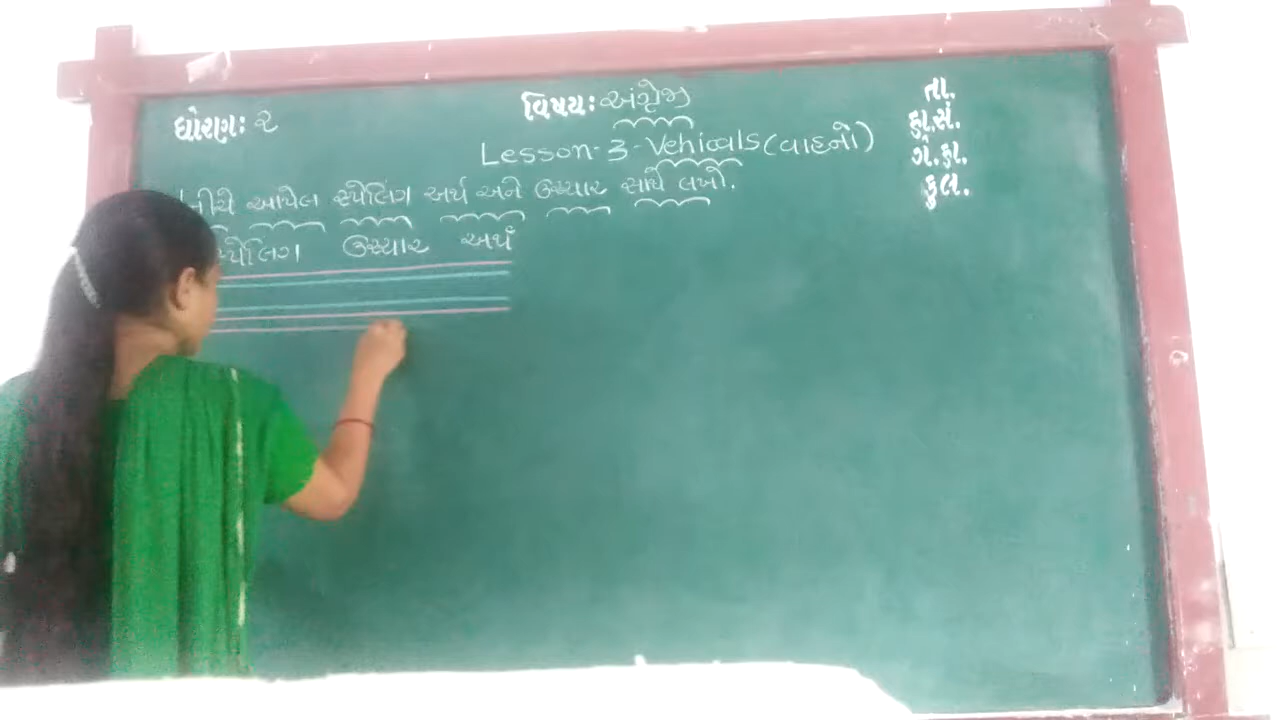 ધોરણઃ ૨
વિષયઃ અંગ્રેજી
તા.
હા.સં.
ગે.હા.
કુલ.
Lesson-3-Vehicals (વાહનો)
નીચે આપેલ સ્પેલિંગ અર્થ અને ઉચ્ચાર સાથે લખો.
સ્પેલિંગ ઉચ્ચાર અર્થ